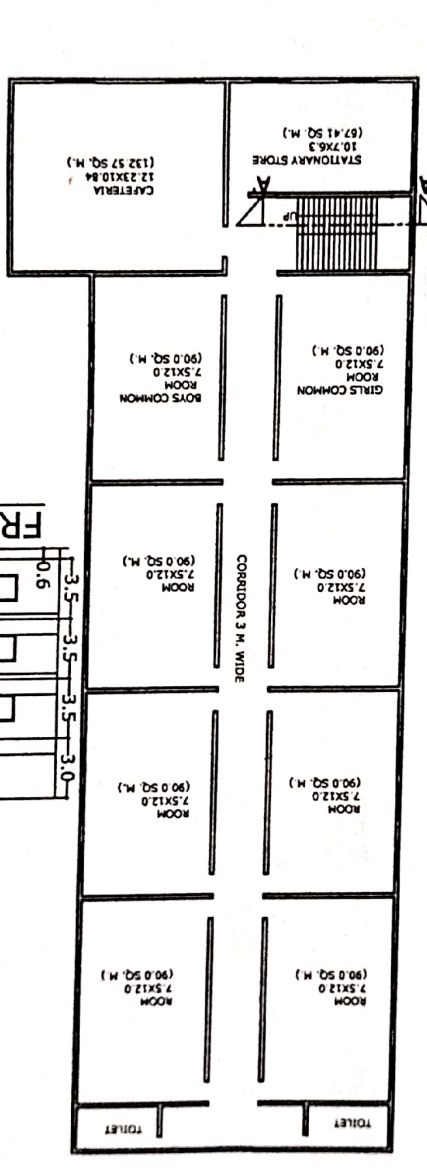 TOILET
TOILET
ROOM
7.5X12.0
(90.0 SQ. M.)
ROOM
7.5X12.0
(90.0 SQ. M.)
ROOM
7.5X12.0
(90.0 SQ. M.)
ROOM
7.5X12.0
(90.0 SQ. M.)
ROOM
7.5X12.0
(90.0 SQ. M.)
ROOM
7.5X12.0
(90.0 SQ. M.)
CORRIDOR 3 M. WIDE
GIRLS COMMON
ROOM
7.5X12.0
(90.0 SQ. M.)
BOYS COMMON
ROOM
7.5X12.0
(90.0 SQ. M.)
UP
A
A
STATIONARY STORE
10.7X6.3
(67.41 SQ. M.)
CAFETERIA
12.23X10.84
(132.57 SQ. M.)
3.0
3.5
3.5
3.5
0.6
FR